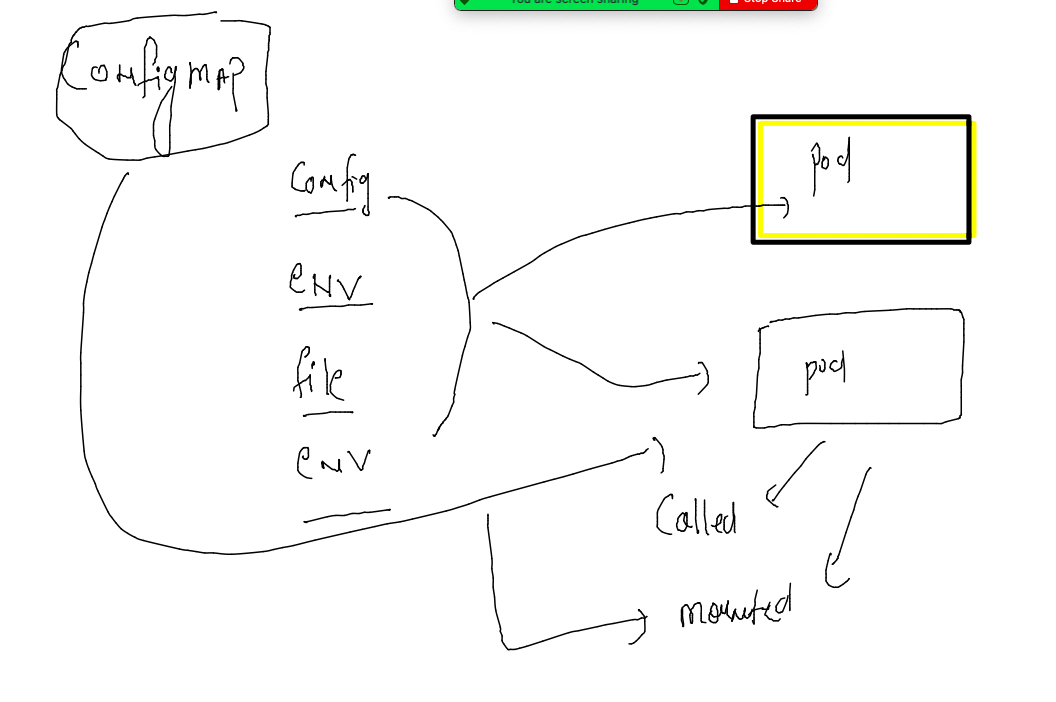 You are screen sharing
Stop Share
ConfigMAP
Config
ENV
file
ENV
pod
pod
Called
mounted